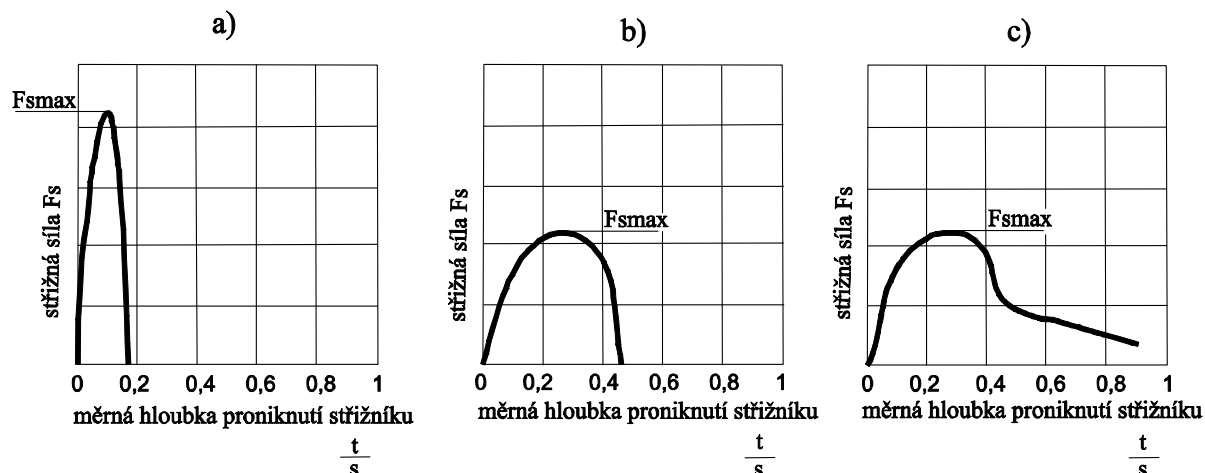 a)
Fsmax
střižná síla Fs
0 0,2 0,4 0,6 0,8 1
měrná hloubka proniknutí střižníku
t
s
b)
Fsmax
střižná síla Fs
0 0,2 0,4 0,6 0,8 1
měrná hloubka proniknutí střižníku
t
s
c)
Fsmax
střižná síla Fs
0 0,2 0,4 0,6 0,8 1
měrná hloubka proniknutí střižníku
t
s